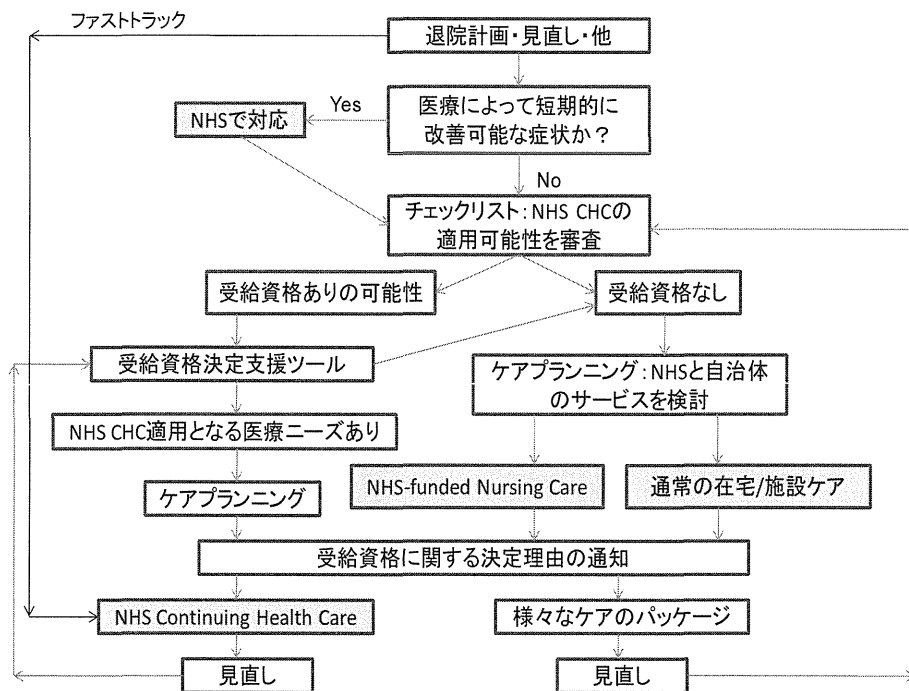 ファストトラック
退院計画・見直し・他
医療によって短期的に
改善可能な症状か？
Yes
NHSで対応
No
チェックリスト：NHS CHCの
適用可能性を審査
受給資格ありの可能性
受給資格なし
受給資格決定支援ツール
ケアプランニング：NHSと自治体
のサービスを検討
NHS CHC適用となる医療ニーズあり
ケアプランニング
NHS-funded Nursing Care
通常の在宅/施設ケア
受給資格に関する決定理由の通知
NHS Continuing Health Care
様々なケアのパッケージ
見直し
見直し